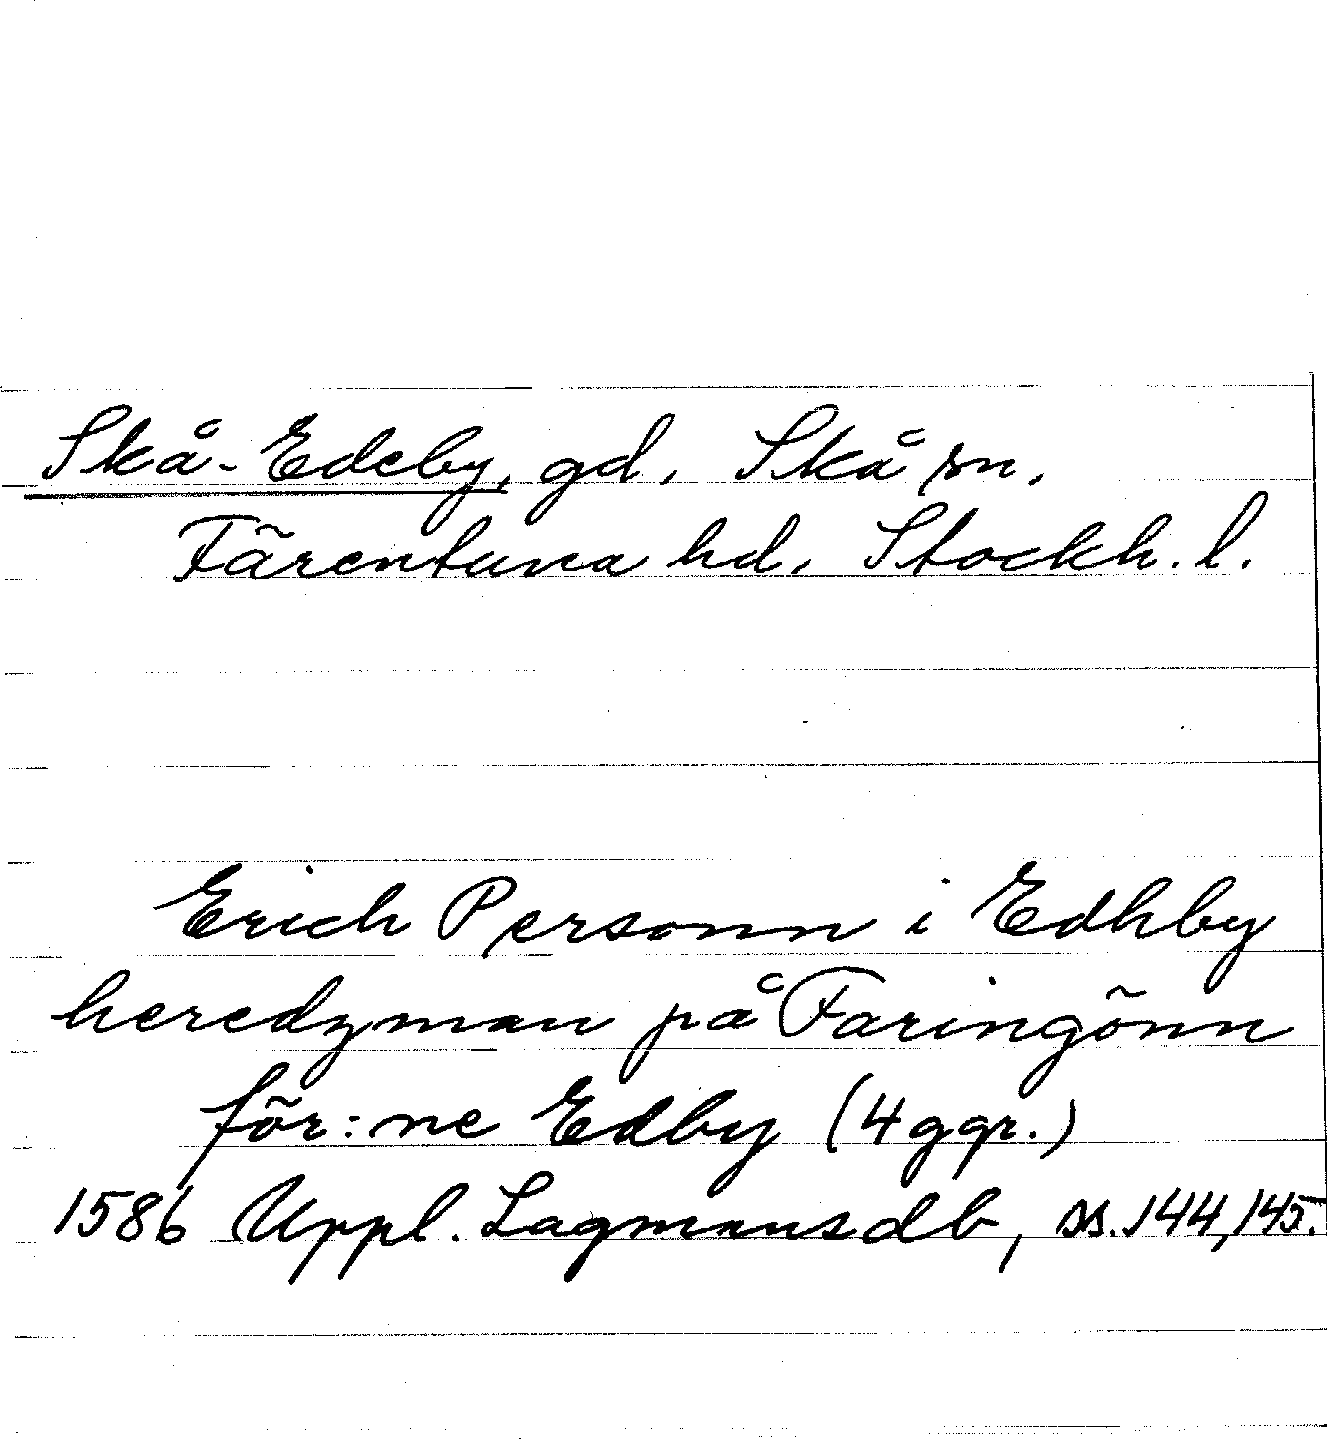 Skå-Edeby, gd, Skå sn,
Färentuna hd, Stockh. l.
Erich Personn i Edhby
heredzman på Faringönn
för:ne Edby (4 ggr.)
1586 Uppl. Lagmansdb, ss. 144, 145.